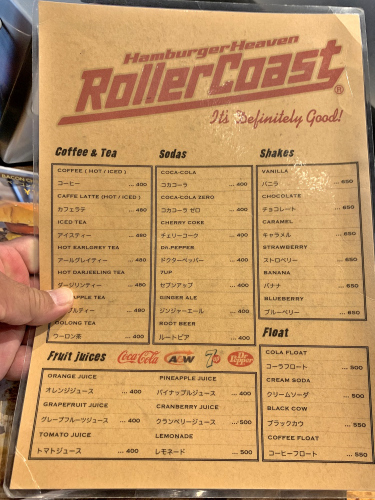 HamburgerHeaven
RollerCoast®
It's Definitely Good!
Coffee & Tea
COFFEE ( HOT / ICED )
コーヒー ... 400
CAFFE LATTE (HOT / ICED )
カフェラテ ... 480
ICED TEA
アイスティー ... 480
HOT EARLGREY TEA
アールグレイティー ... 480
HOT DARJEELING TEA
ダージリンティー ... 480
APPLE TEA
プルティー ... 480
OOLONG TEA
ウーロン茶 ... 400
Sodas
COCA-COLA
コカコーラ ... 400
COCA-COLA ZERO
コカコーラ ゼロ ... 400
CHERRY COKE
チェリーコーク ... 400
DR.PEPPER
ドクターペッパー ... 400
7UP
セブンアップ ... 400
GINGER ALE
ジンジャーエール ... 400
ROOT BEER
ルートビア ... 400
Shakes
VANILLA
バニラ ... 650
CHOCOLATE
チョコレート ... 650
CARAMEL
キャラメル ... 650
STRAWBERRY
ストロベリー ... 650
BANANA
バナナ ... 650
BLUEBERRY
ブルーベリー ... 650
Float
COLA FLOAT
コーラフロート ... 500
CREAM SODA
クリームソーダ ... 500
BLACK COW
ブラックカウ ... 550
COFFEE FLOAT
コーヒーフロート ... 550
Fruit juices
Coca-Cola
A&W
7up
Dr Pepper
ORANGE JUICE
オレンジジュース ... 400
GRAPEFRUIT JUICE
グレープフルーツジュース ... 400
TOMATO JUICE
トマトジュース ... 400
PINEAPPLE JUICE
パイナップルジュース ... 400
CRANBERRY JUICE
クランベリージュース ... 500
LEMONADE
レモネード ... 500